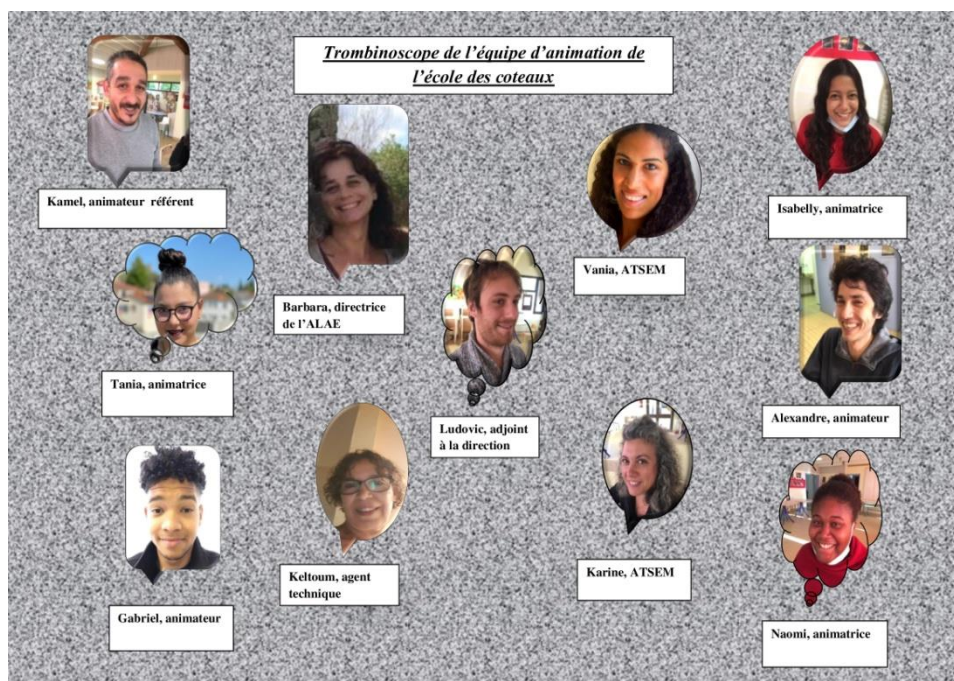 Trombinoscope de l'équipe d'animation de
l'école des coteaux
Kamel, animateur référent
Isabelly, animatrice
Vania, ATSEM
Barbara, directrice
de l'ALAE
Tania, animatrice
Alexandre, animateur
Ludovic, adjoint
à la direction
Keltoum, agent
technique
Karine, ATSEM
Gabriel, animateur
Naomi, animatrice